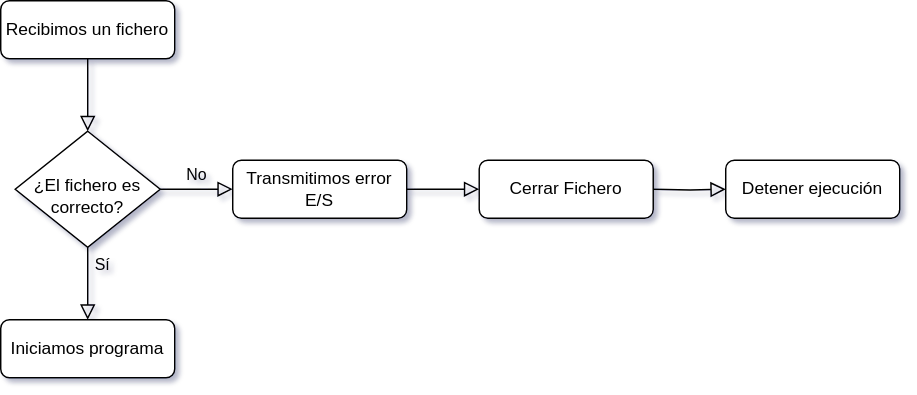 Recibimos un fichero
¿El fichero es
correcto?
No
Transmitimos error
E/S
Cerrar Fichero
Detener ejecución
Sí
Iniciamos programa